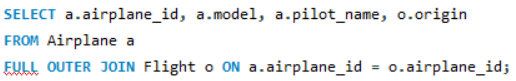 SELECT a.airplane_id, a.model, a.pilot_name, o.origin
FROM Airplane a
FULL OUTER JOIN Flight o ON a.airplane_id = o.airplane_id;